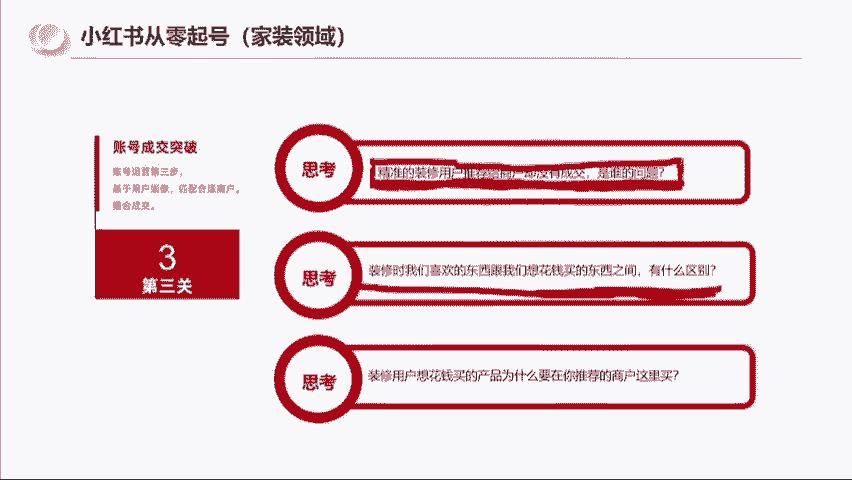 小红书从零起号（家装领域）
账号成交突破
账号运营第三步，
基于用户画像，匹配合适商户。
撮合成交。
3
第三关
思考
精准的装修用户推荐给商户却没有成交，是谁的问题？
思考
装修时我们喜欢的东西跟我们想花钱买的东西之间，有什么区别？
思考
装修用户想花钱买的产品为什么要在你推荐的商户这里买？